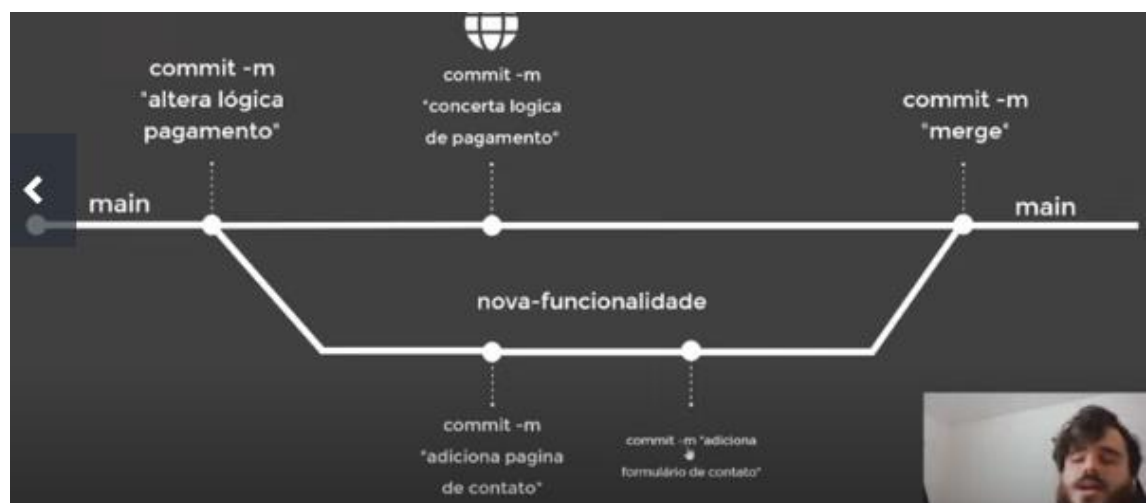 commit -m
"altera lógica
pagamento"
commit -m
"concerta logica
de pagamento"
commit -m
"merge"
main
main
nova-funcionalidade
commit -m
"adiciona pagina
de contato"
commit -m "adiciona
formulário de contato"